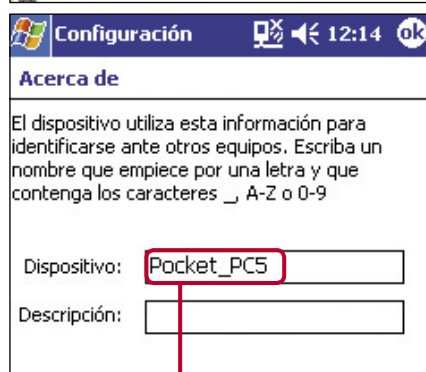 Configuración 12:14 ok
Acerca de
El dispositivo utiliza esta información para
identificarse ante otros equipos. Escriba un
nombre que empiece por una letra y que
contenga los caracteres _, A-Z o 0-9
Dispositivo: Pocket_PC5
Descripción: